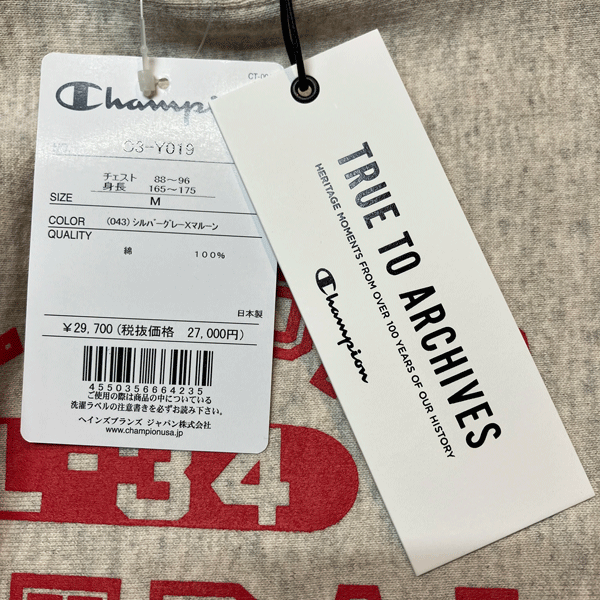 Champion
C3-Y019
チェスト 88～96
身長 165～175
SIZE M
COLOR (043)シルバーグレーXマルーン
QUALITY
綿 100%
日本製
¥29,700(税抜価格 27,000円)
4550356664235
ご使用の際は商品の中についている
洗濯ラベルの注意書きを必ずお読み下さい。
ヘインズブランズ ジャパン株式会社
www.championusa.jp
TRUE TO ARCHIVES
HERITAGE MOMENTS FROM OVER 100 YEARS OF OUR HISTORY
Champion
-34